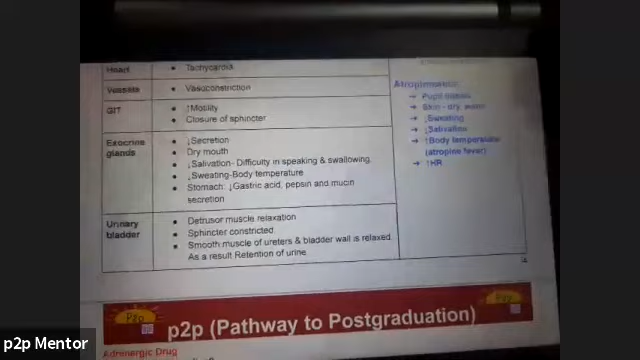 Heart
Tachycardia
Vessels
Vasoconstriction
GIT
↑Motility
Closure of sphincter
Exocrine glands
↓Secretion
Dry mouth
↓Salivation- Difficulty in speaking & swallowing
↓Sweating-Body temperature
Stomach: ↓Gastric acid, pepsin and mucin
secretion
Urinary
bladder
Detrusor muscle relaxation
Sphincter constricted
Smooth muscle of ureters & bladder wall is relaxed.
As a result Retention of urine
→ Pupil
→ Skin - dry, warm
→ ↓Sweating
→ ↓Salivation
→ ↑Body temperature
(atropine fever)
→ ↑HR
P2p
p2p (Pathway to Postgraduation)
P2p
Adrenergic Drug
p2p Mentor